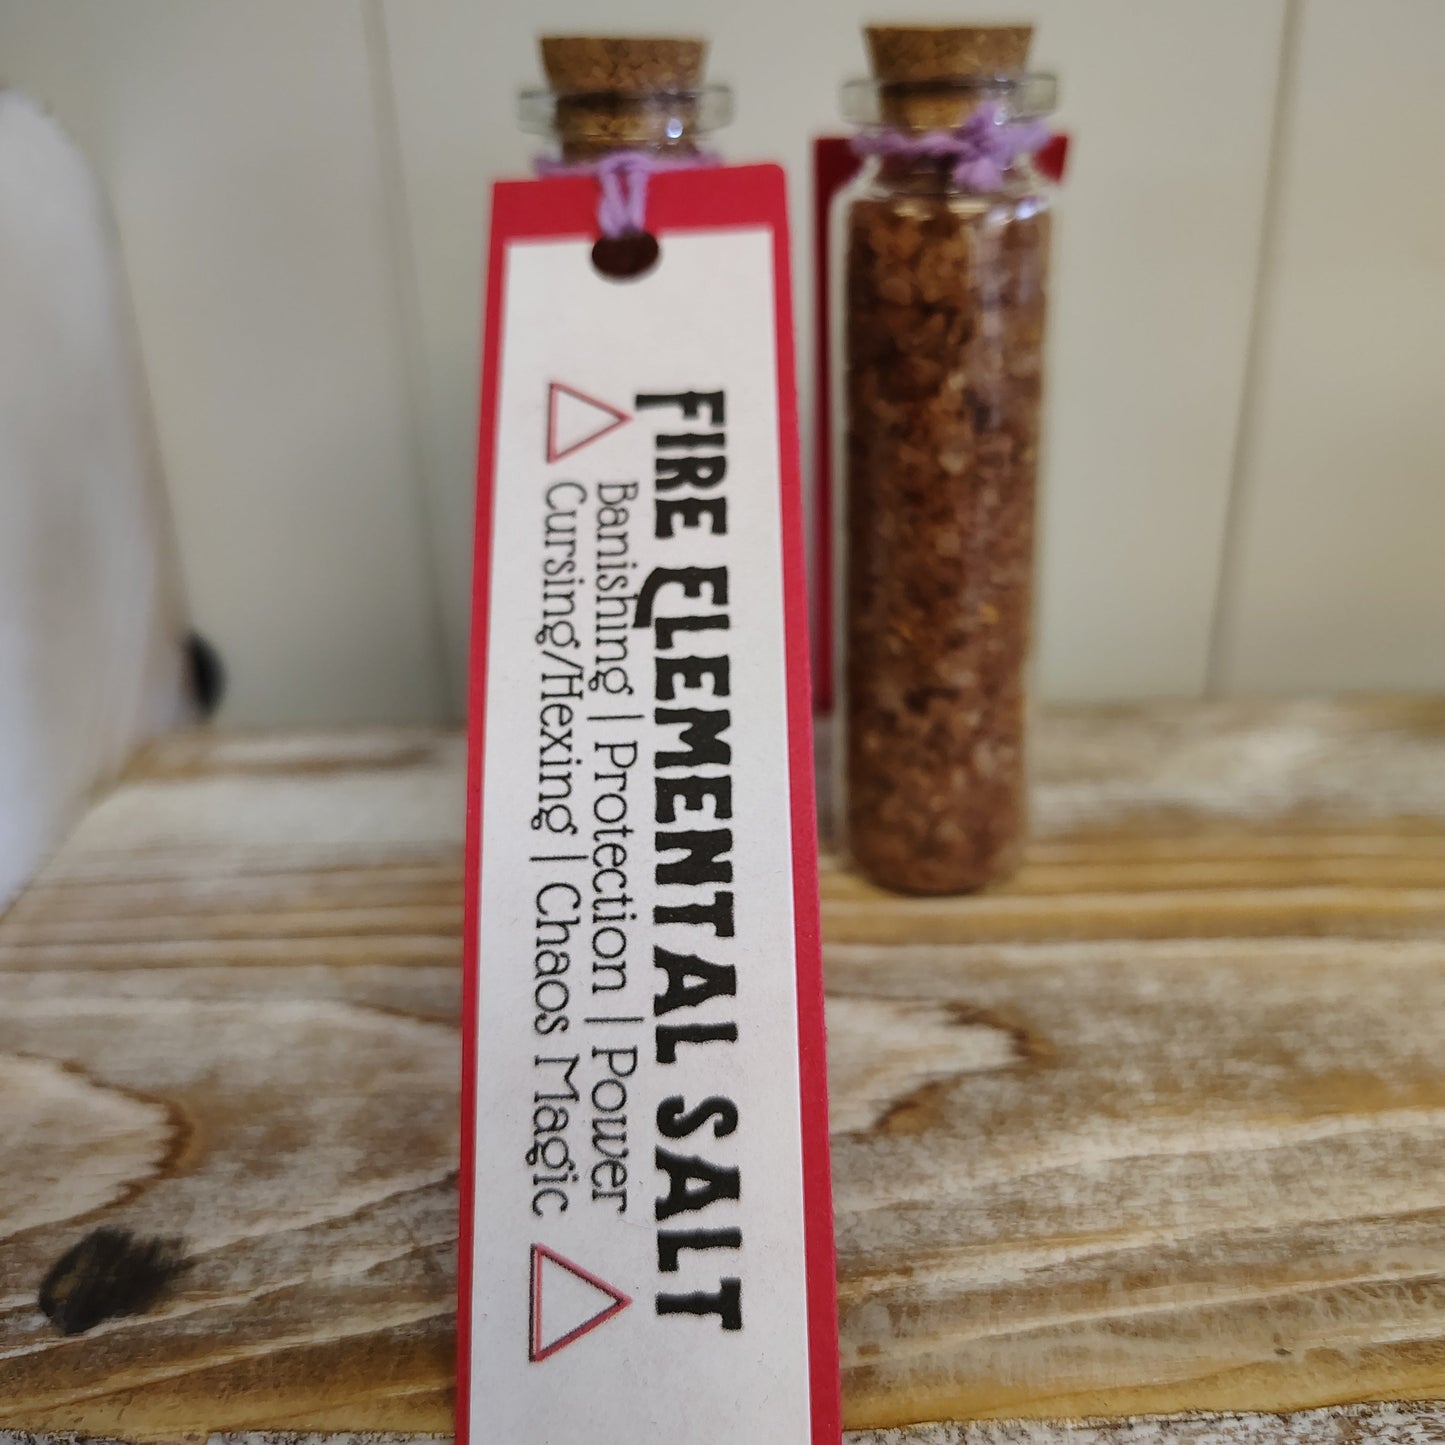 FIRE ELEMENTAL SALT
Banishing | Protection | Power
Cursing/Hexing | Chaos Magic